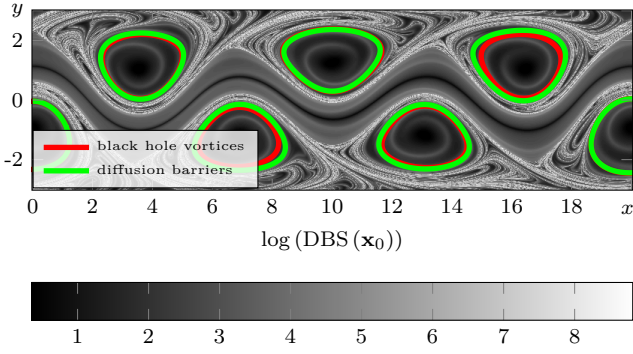 y
2
0
-2
black hole vortices
diffusion barriers
0 2 4 6 8 10 12 14 16 18 x
log (DBS (x₀))
1 2 3 4 5 6 7 8